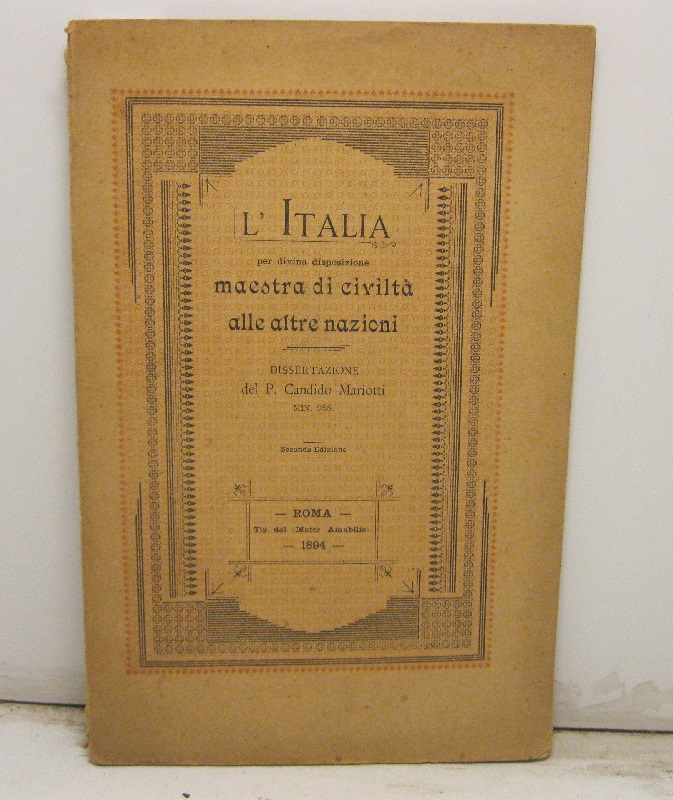 L' ITALIA
per divina disposizione
maestra di civiltà
alle altre nazioni
DISSERTAZIONE
del P. Candido Mariotti
MIN. OSS.
Seconda Edizione
— ROMA —
Tip. del «Mater Amabilis»
— 1894 —